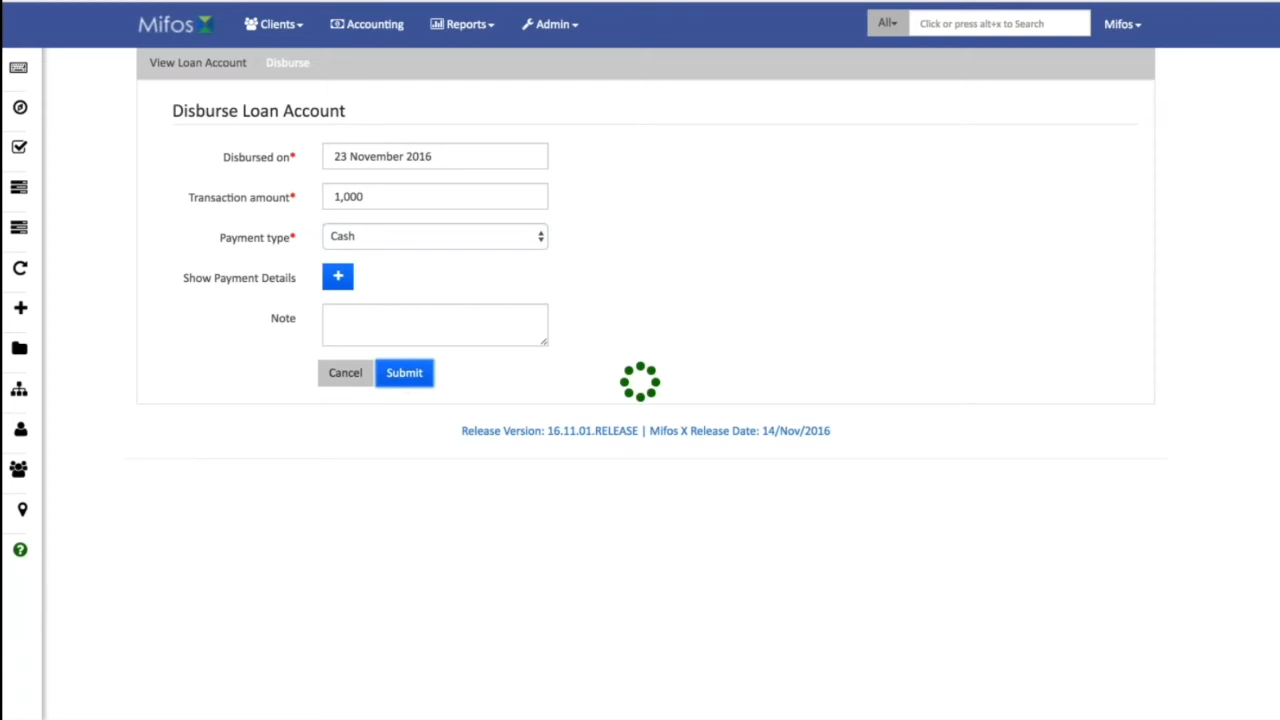 Mifos Clients Accounting Reports Admin All Click or press alt+x to Search Mifos
View Loan Account Disburse
Disburse Loan Account
Disbursed on* 23 November 2016
Transaction amount* 1,000
Payment type* Cash
Show Payment Details +
Note
Cancel Submit
Release Version: 16.11.01.RELEASE | Mifos X Release Date: 14/Nov/2016